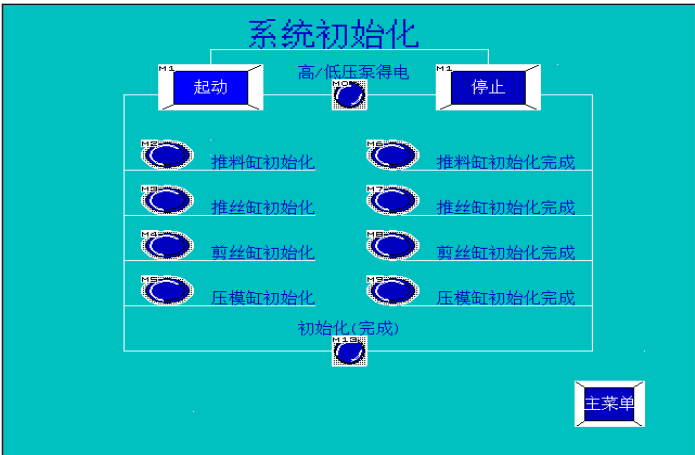 系统初始化
M1 M1
起动 高/低压泵得电 停止
M0
M2 推料缸初始化 M6 推料缸初始化完成
M3 推丝缸初始化 M7 推丝缸初始化完成
M4 剪丝缸初始化 M8 剪丝缸初始化完成
M5 压模缸初始化 M9 压模缸初始化完成
初始化(完成)
M13
主菜单